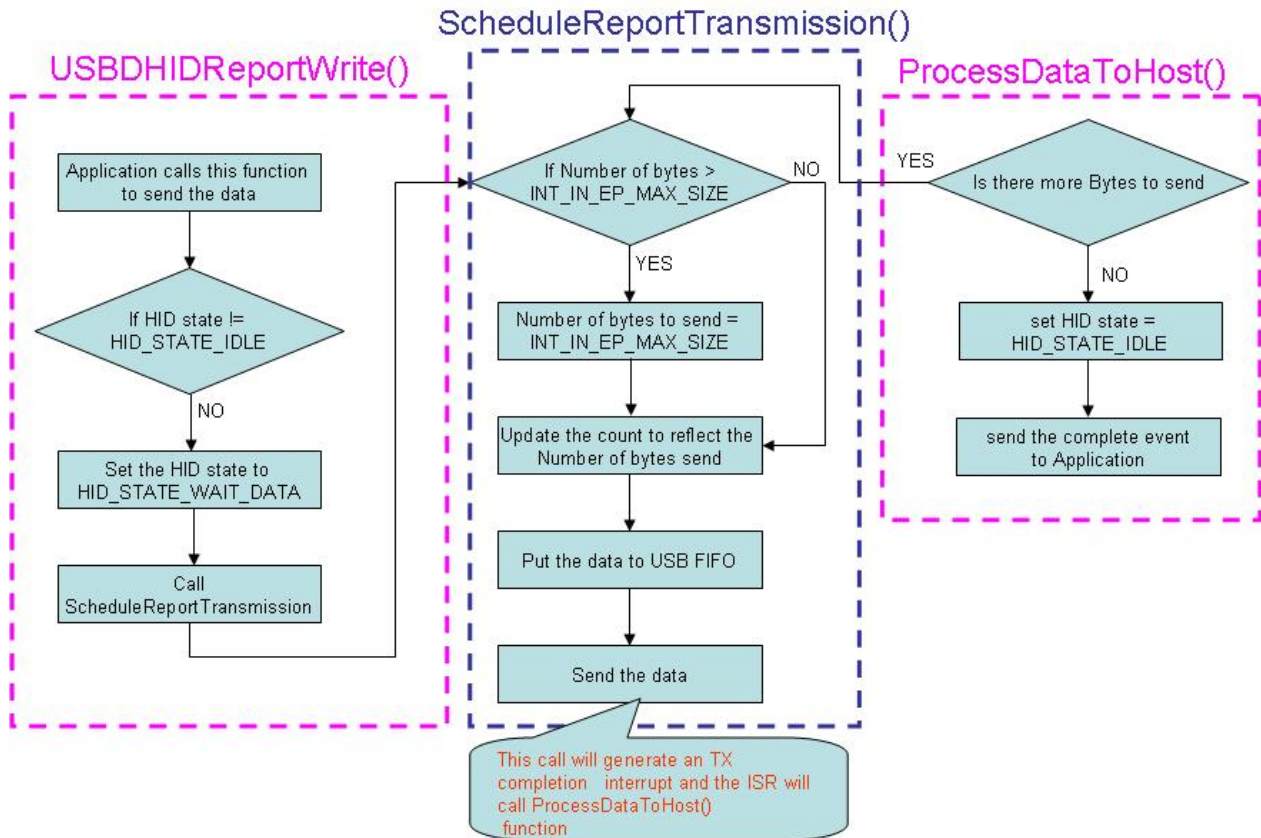 ScheduleReportTransmission()
USBDHIDReportWrite()
ProcessDataToHost()
Application calls this function
to send the data
If HID state !=
HID_STATE_IDLE
NO
Set the HID state to
HID_STATE_WAIT_DATA
Call
ScheduleReportTransmission
If Number of bytes >
INT_IN_EP_MAX_SIZE
NO
YES
Number of bytes to send =
INT_IN_EP_MAX_SIZE
Update the count to reflect the
Number of bytes send
Put the data to USB FIFO
Send the data
This call will generate an TX
completion interrupt and the ISR will
call ProcessDataToHost()
function
YES
Is there more Bytes to send
NO
set HID state =
HID_STATE_IDLE
send the complete event
to Application